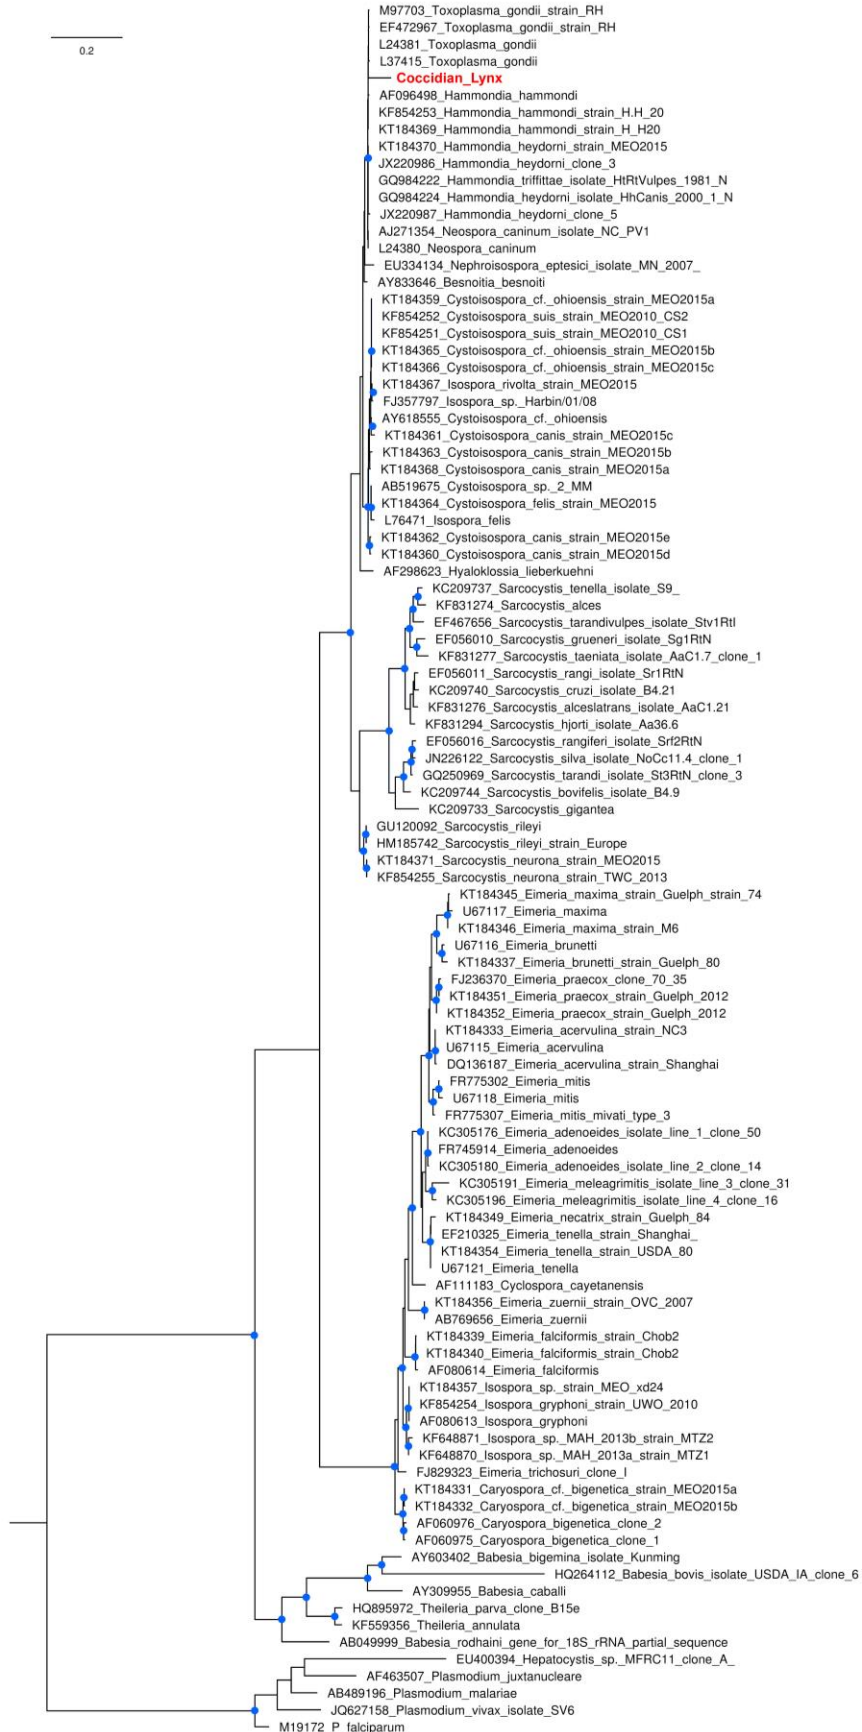 M97703_Toxoplasma_gondii_strain_RH
EF472967_Toxoplasma_gondii_strain_RH
0.2
L24381_Toxoplasma_gondii
L37415_Toxoplasma_gondii
Coccidian_Lynx
AF096498_Hammondia_hammondi
KF854253_Hammondia_hammondi_strain_H.H_20
KT184369_Hammondia_hammondi_strain_H_H20
KT184370_Hammondia_heydorni_strain_MEO2015
JX220986_Hammondia_heydorni_clone_3
GQ984222_Hammondia_triffittae_isolate_HtRtVulpes_1981_N
GQ984224_Hammondia_heydorni_isolate_HhCanis_2000_1_N
JX220987_Hammondia_heydorni_clone_5
AJ271354_Neospora_caninum_isolate_NC_PV1
L24380_Neospora_caninum
EU334134_Nephroisospora_eptesici_isolate_MN_2007_
AY833646_Besnoitia_besnoiti
KT184359_Cystoisospora_cf._ohioensis_strain_MEO2015a
KF854252_Cystoisospora_suis_strain_MEO2010_CS2
KF854251_Cystoisospora_suis_strain_MEO2010_CS1
KT184365_Cystoisospora_cf._ohioensis_strain_MEO2015b
KT184366_Cystoisospora_cf._ohioensis_strain_MEO2015c
KT184367_Isospora_rivolta_strain_MEO2015
FJ357797_Isospora_sp._Harbin/01/08
AY618555_Cystoisospora_cf._ohioensis
KT184361_Cystoisospora_canis_strain_MEO2015c
KT184363_Cystoisospora_canis_strain_MEO2015b
KT184368_Cystoisospora_canis_strain_MEO2015a
AB519675_Cystoisospora_sp._2_MM
KT184364_Cystoisospora_felis_strain_MEO2015
L76471_Isospora_felis
KT184362_Cystoisospora_canis_strain_MEO2015e
KT184360_Cystoisospora_canis_strain_MEO2015d
AF298623_Hyaloklossia_lieberkuehni
KC209737_Sarcocystis_tenella_isolate_S9_
KF831274_Sarcocystis_alces
EF467656_Sarcocystis_tarandivulpes_isolate_Stv1RtI
EF056010_Sarcocystis_grueneri_isolate_Sg1RtN
KF831277_Sarcocystis_taeniata_isolate_AaC1.7_clone_1
EF056011_Sarcocystis_rangi_isolate_Sr1RtN
KC209740_Sarcocystis_cruzi_isolate_B4.21
KF831276_Sarcocystis_alceslatrans_isolate_AaC1.21
KF831294_Sarcocystis_hjorti_isolate_Aa36.6
EF056016_Sarcocystis_rangiferi_isolate_Srf2RtN
JN226122_Sarcocystis_silva_isolate_NoCc11.4_clone_1
GQ250969_Sarcocystis_tarandi_isolate_St3RtN_clone_3
KC209744_Sarcocystis_bovifelis_isolate_B4.9
KC209733_Sarcocystis_gigantea
GU120092_Sarcocystis_rileyi
HM185742_Sarcocystis_rileyi_strain_Europe
KT184371_Sarcocystis_neurona_strain_MEO2015
KF854255_Sarcocystis_neurona_strain_TWC_2013
KT184345_Eimeria_maxima_strain_Guelph_strain_74
U67117_Eimeria_maxima
KT184346_Eimeria_maxima_strain_M6
U67116_Eimeria_brunetti
KT184337_Eimeria_brunetti_strain_Guelph_80
FJ236370_Eimeria_praecox_clone_70_35
KT184351_Eimeria_praecox_strain_Guelph_2012
KT184352_Eimeria_praecox_strain_Guelph_2012
KT184333_Eimeria_acervulina_strain_NC3
U67115_Eimeria_acervulina
DQ136187_Eimeria_acervulina_strain_Shanghai
FR775302_Eimeria_mitis
U67118_Eimeria_mitis
FR775307_Eimeria_mitis_mivati_type_3
KC305176_Eimeria_adenoeides_isolate_line_1_clone_50
FR745914_Eimeria_adenoeides
KC305180_Eimeria_adenoeides_isolate_line_2_clone_14
KC305191_Eimeria_meleagrimitis_isolate_line_3_clone_31
KC305196_Eimeria_meleagrimitis_isolate_line_4_clone_16
KT184349_Eimeria_necatrix_strain_Guelph_84
EF210325_Eimeria_tenella_strain_Shanghai_
KT184354_Eimeria_tenella_strain_USDA_80
U67121_Eimeria_tenella
AF111183_Cyclospora_cayetanensis
KT184356_Eimeria_zuernii_strain_OVC_2007
AB769656_Eimeria_zuernii
KT184339_Eimeria_falciformis_strain_Chob2
KT184340_Eimeria_falciformis_strain_Chob2
AF080614_Eimeria_falciformis
KT184357_Isospora_sp._strain_MEO_xd24
KF854254_Isospora_gryphoni_strain_UWO_2010
AF080613_Isospora_gryphoni
KF648871_Isospora_sp._MAH_2013b_strain_MTZ2
KF648870_Isospora_sp._MAH_2013a_strain_MTZ1
FJ829323_Eimeria_trichosuri_clone_I
KT184331_Caryospora_cf._bigenetica_strain_MEO2015a
KT184332_Caryospora_cf._bigenetica_strain_MEO2015b
AF060976_Caryospora_bigenetica_clone_2
AF060975_Caryospora_bigenetica_clone_1
AY603402_Babesia_bigemina_isolate_Kunming
HQ264112_Babesia_bovis_isolate_USDA_IA_clone_6
AY309955_Babesia_caballi
HQ895972_Theileria_parva_clone_B15e
KF559356_Theileria_annulata
AB049999_Babesia_rodhaini_gene_for_18S_rRNA_partial_sequence
EU400394_Hepatocystis_sp._MFRC11_clone_A_
AF463507_Plasmodium_juxtanucleare
AB489196_Plasmodium_malariae
JQ627158_Plasmodium_vivax_isolate_SV6
M19172_P_falciparum